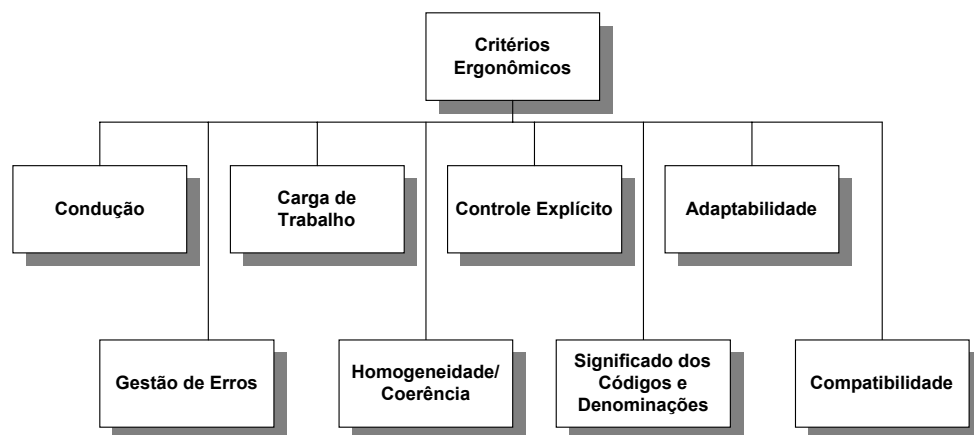 Critérios
Ergonômicos
Condução
Carga de
Trabalho
Controle Explícito
Adaptabilidade
Gestão de Erros
Homogeneidade/
Coerência
Significado dos
Códigos e
Denominações
Compatibilidade